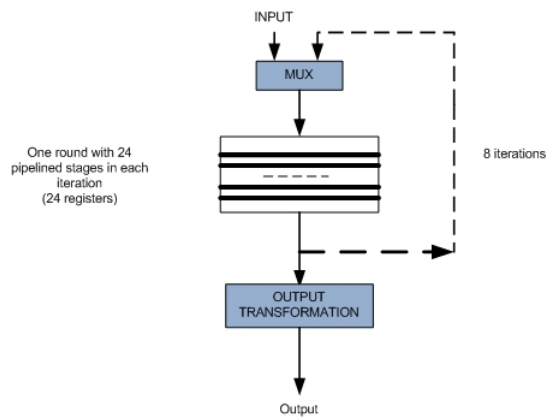 INPUT
MUX
One round with 24
pipelined stages in each
iteration
(24 registers)
8 iterations
OUTPUT
TRANSFORMATION
Output